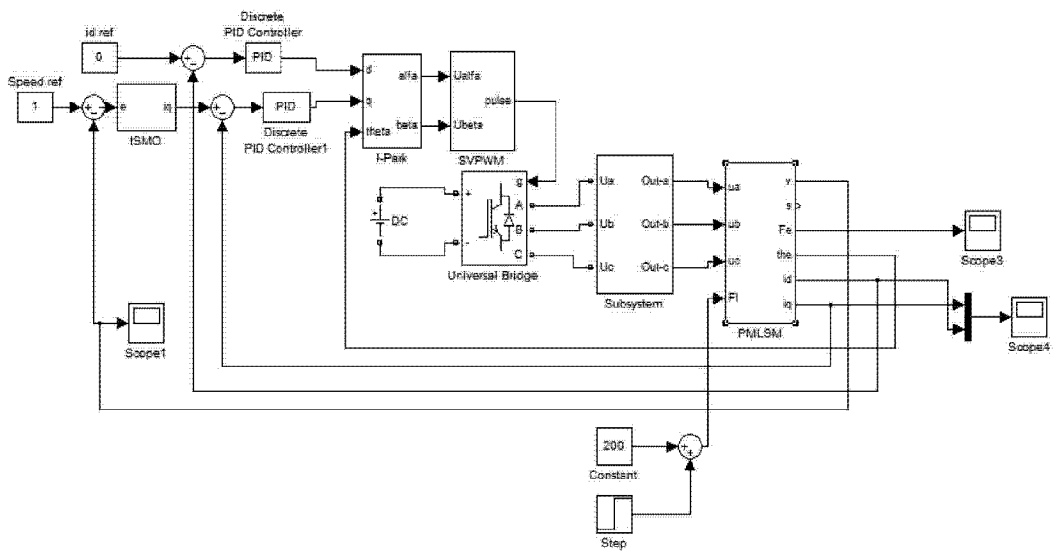 Discrete
PID Controller
id ref
0
PID
Speed ref
1
e
iq
tSMO
PID
Discrete
PID Controller1
d
q
theta
alfa
beta
I-Park
Ualfa
Ubeta
pulse
SVPWM
DC
+
-
g
A
B
C
Universal Bridge
Ua
Ub
Uc
Out-a
Out-b
Out-c
Subsystem
ua
ub
uc
Fl
v
s
Fe
the
id
iq
PMLSM
Scope3
Scope4
Scope1
200
Constant
Step